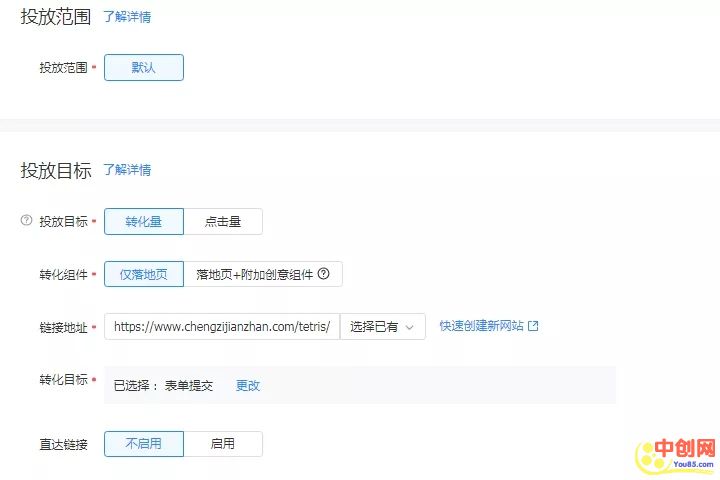 投放范围 了解详情
投放范围 • 默认
投放目标 了解详情
? 投放目标 • 转化量 点击量
转化组件 • 仅落地页 落地页+附加创意组件 ?
链接地址 • https://www.chengzijianzhan.com/tetris/ 选择已有 快速创建新网站
转化目标 • 已选择： 表单提交 更改
直达链接 不启用 启用
中创网
You85.com